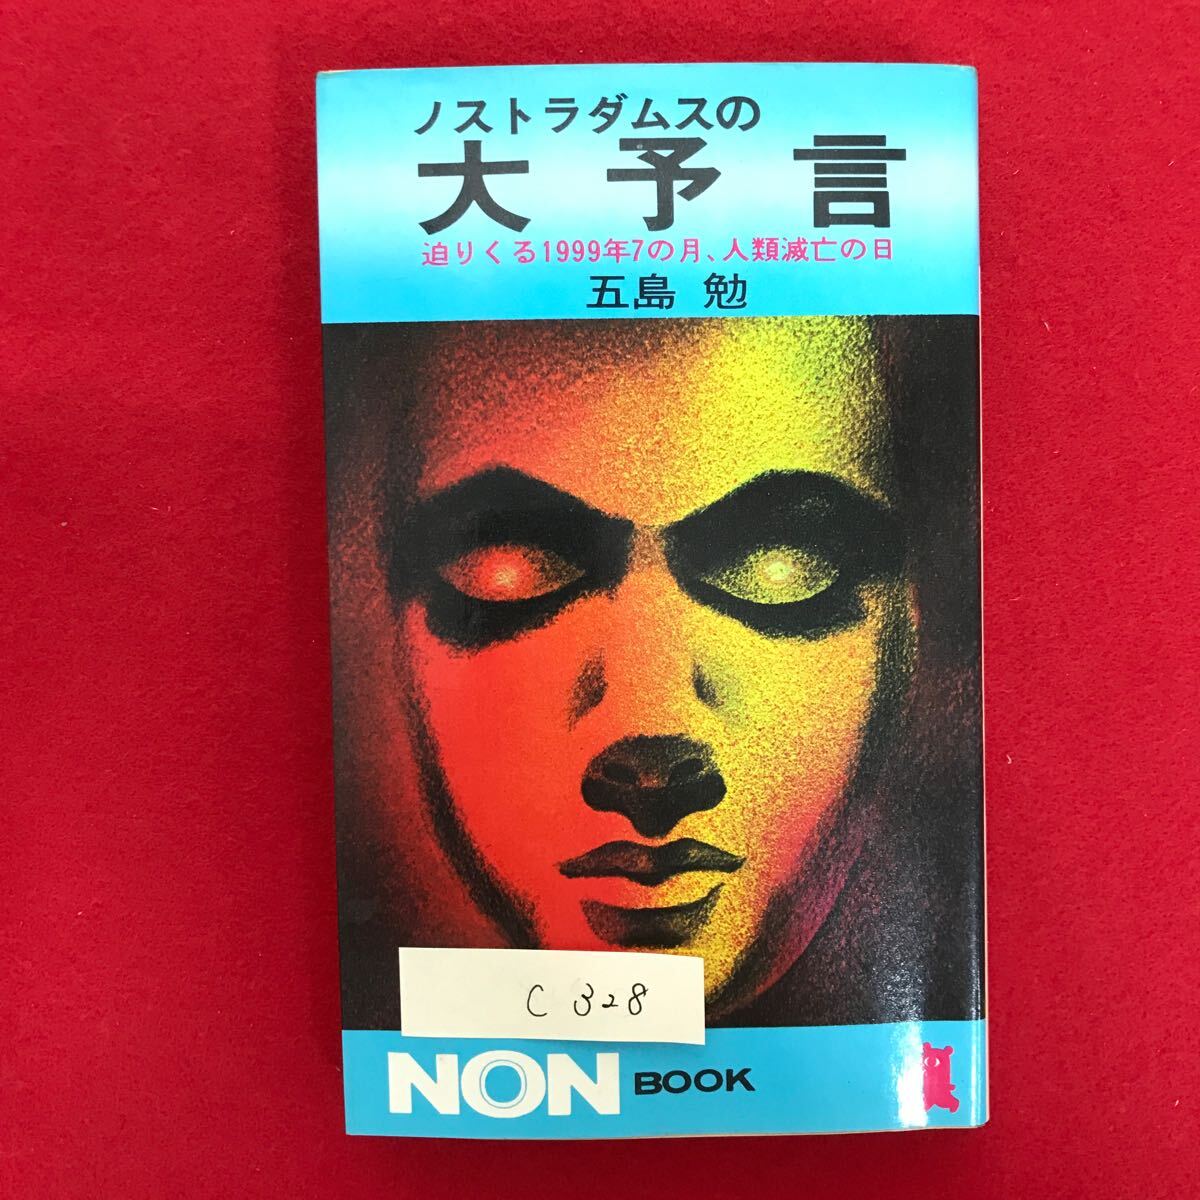 ノストラダムスの
大予言
迫りくる1999年7の月、人類滅亡の日
五島 勉
C 328
NON BOOK